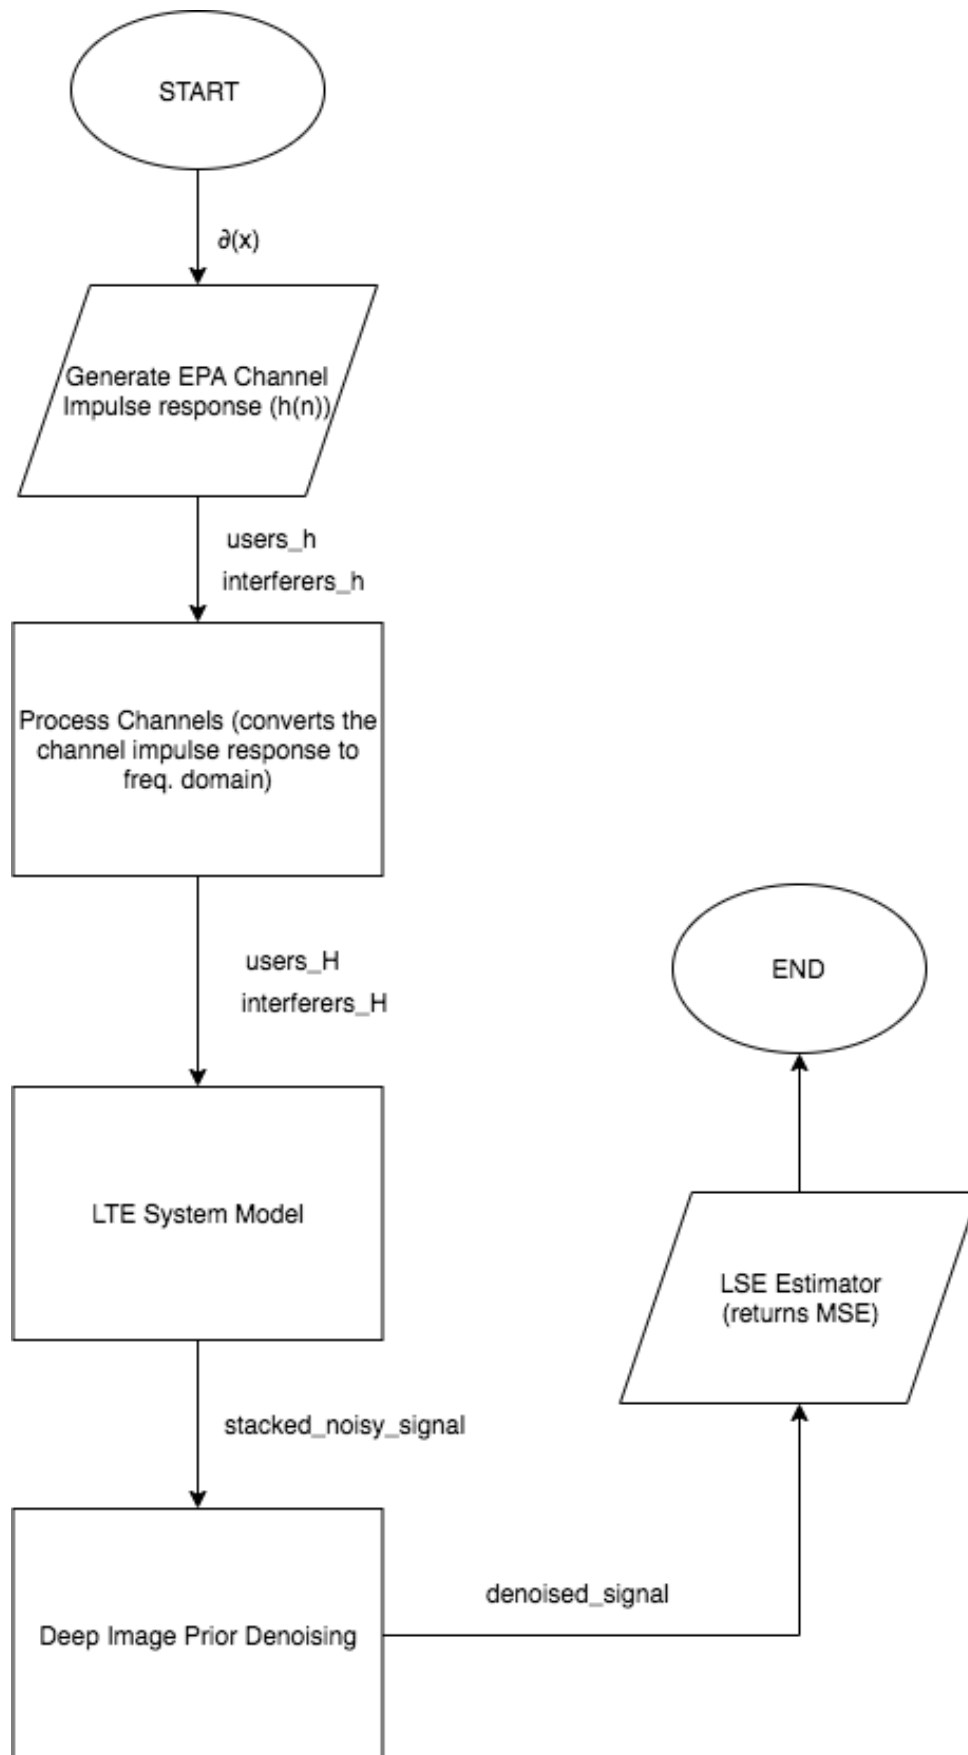 START
∂(x)
Generate EPA Channel
Impulse response (h(n))
users_h
interferers_h
Process Channels (converts the
channel impulse response to
freq. domain)
users_H
interferers_H
LTE System Model
stacked_noisy_signal
Deep Image Prior Denoising
denoised_signal
LSE Estimator
(returns MSE)
END